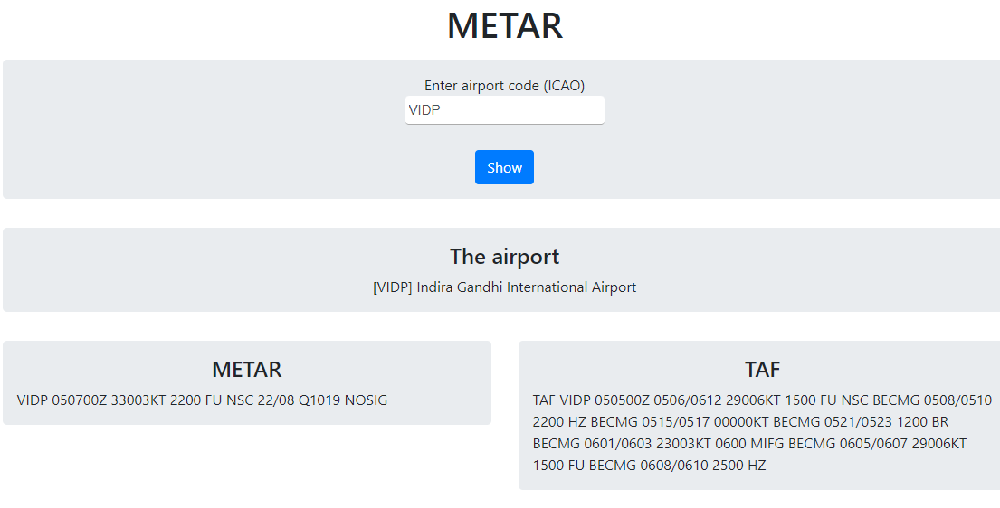 METAR
Enter airport code (ICAO)
VIDP
Show
The airport
[VIDP] Indira Gandhi International Airport
METAR
VIDP 050700Z 33003KT 2200 FU NSC 22/08 Q1019 NOSIG
TAF
TAF VIDP 050500Z 0506/0612 29006KT 1500 FU NSC BECMG 0508/0510
2200 HZ BECMG 0515/0517 00000KT BECMG 0521/0523 1200 BR
BECMG 0601/0603 23003KT 0600 MIFG BECMG 0605/0607 29006KT
1500 FU BECMG 0608/0610 2500 HZ